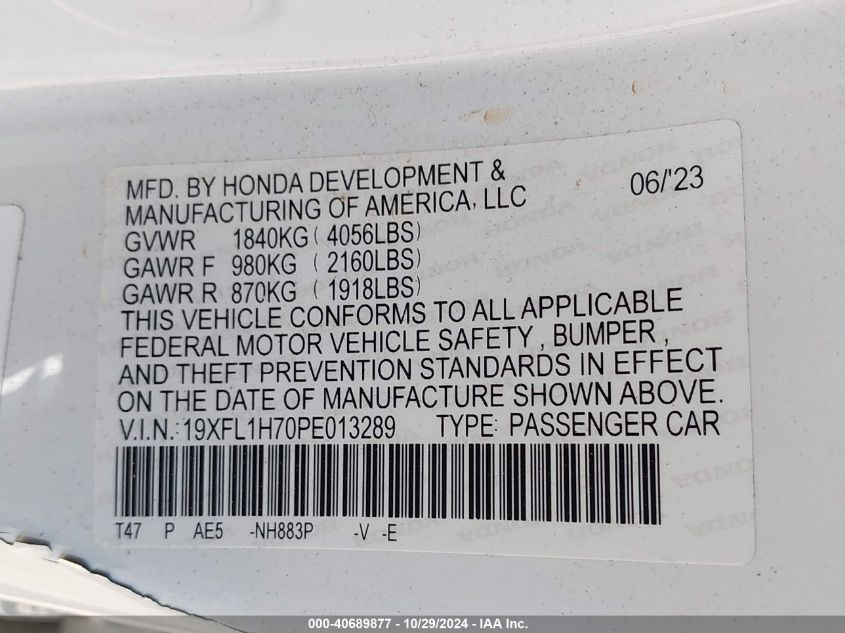 MFD. BY HONDA DEVELOPMENT &
MANUFACTURING OF AMERICA, LLC 06/'23
GVWR 1840KG ( 4056LBS)
GAWR F 980KG ( 2160LBS)
GAWR R 870KG ( 1918LBS)
THIS VEHICLE CONFORMS TO ALL APPLICABLE
FEDERAL MOTOR VEHICLE SAFETY , BUMPER ,
AND THEFT PREVENTION STANDARDS IN EFFECT
ON THE DATE OF MANUFACTURE SHOWN ABOVE.
V.I.N.: 19XFL1H70PE013289 TYPE: PASSENGER CAR
T47 P AE5 -NH883P -V -E
000-40689877 - 10/29/2024 - IAA Inc.